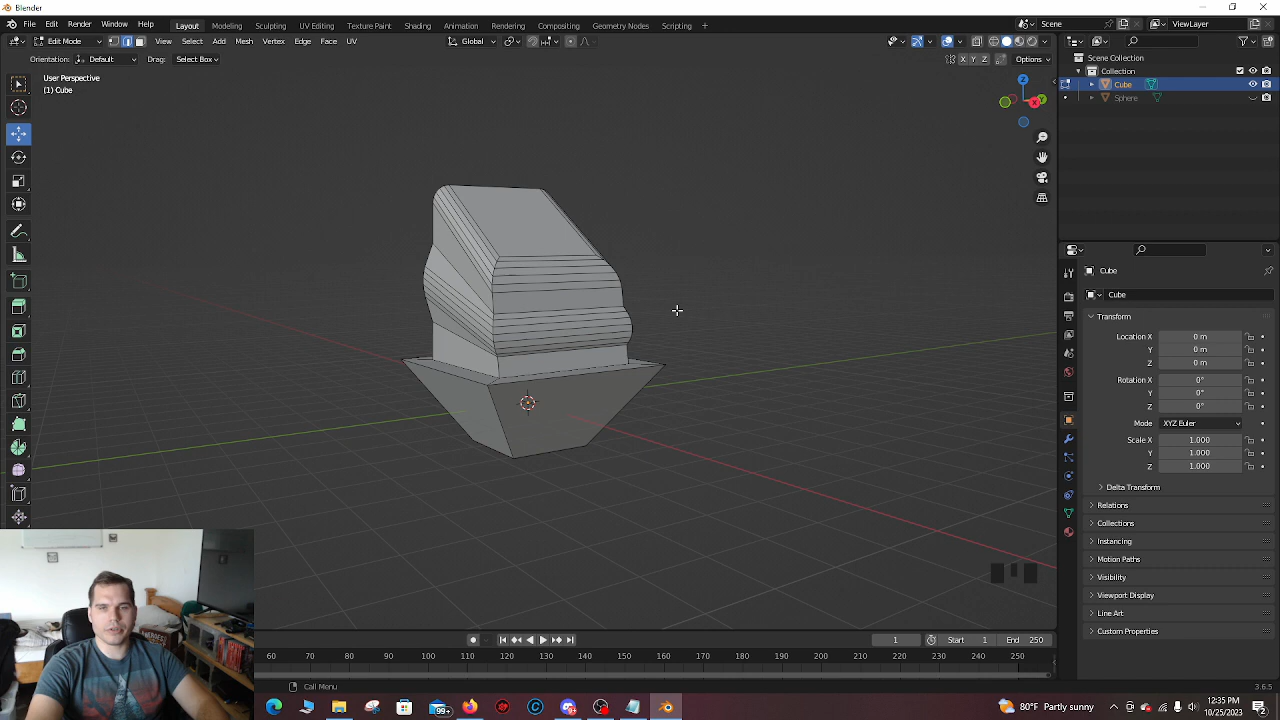 Blender
File Edit Render Window Help
Layout Modeling Sculpting UV Editing Texture Paint Shading Animation Rendering Compositing Geometry Nodes Scripting +
Scene
ViewLayer
Edit Mode
View Select Add Mesh Vertex Edge Face UV
Global
Orientation: Default
Drag: Select Box
X Y Z
Options
User Perspective
(1) Cube
Z
X
Y
Scene Collection
Collection
Cube
Sphere
Cube
Cube
Transform
Location X 0 m
Y 0 m
Z 0 m
Rotation X 0°
Y 0°
Z 0°
Mode XYZ Euler
Scale X 1.000
Y 1.000
Z 1.000
Delta Transform
Relations
Collections
Instancing
Motion Paths
Visibility
Viewport Display
Line Art
Custom Properties
1
Start 1
End 250
60 70 80 90 100 110 120 130 140 150 160 170 180 190 200 210 220 230 240 250
Call Menu
3.6.5
99+
80°F Partly sunny
12:35 PM
10/25/2023